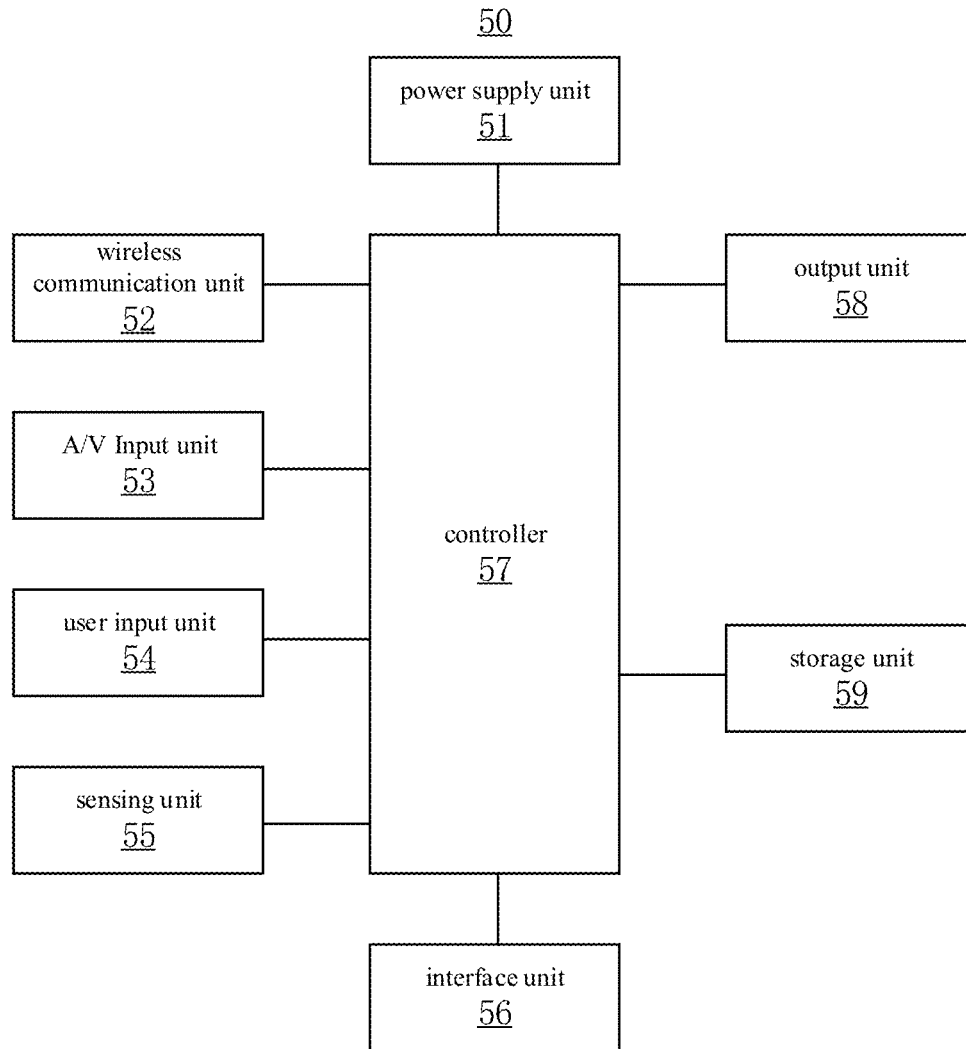 50
power supply unit
51
wireless
communication unit
52
output unit
58
A/V Input unit
53
controller
57
user input unit
54
storage unit
59
sensing unit
55
interface unit
56